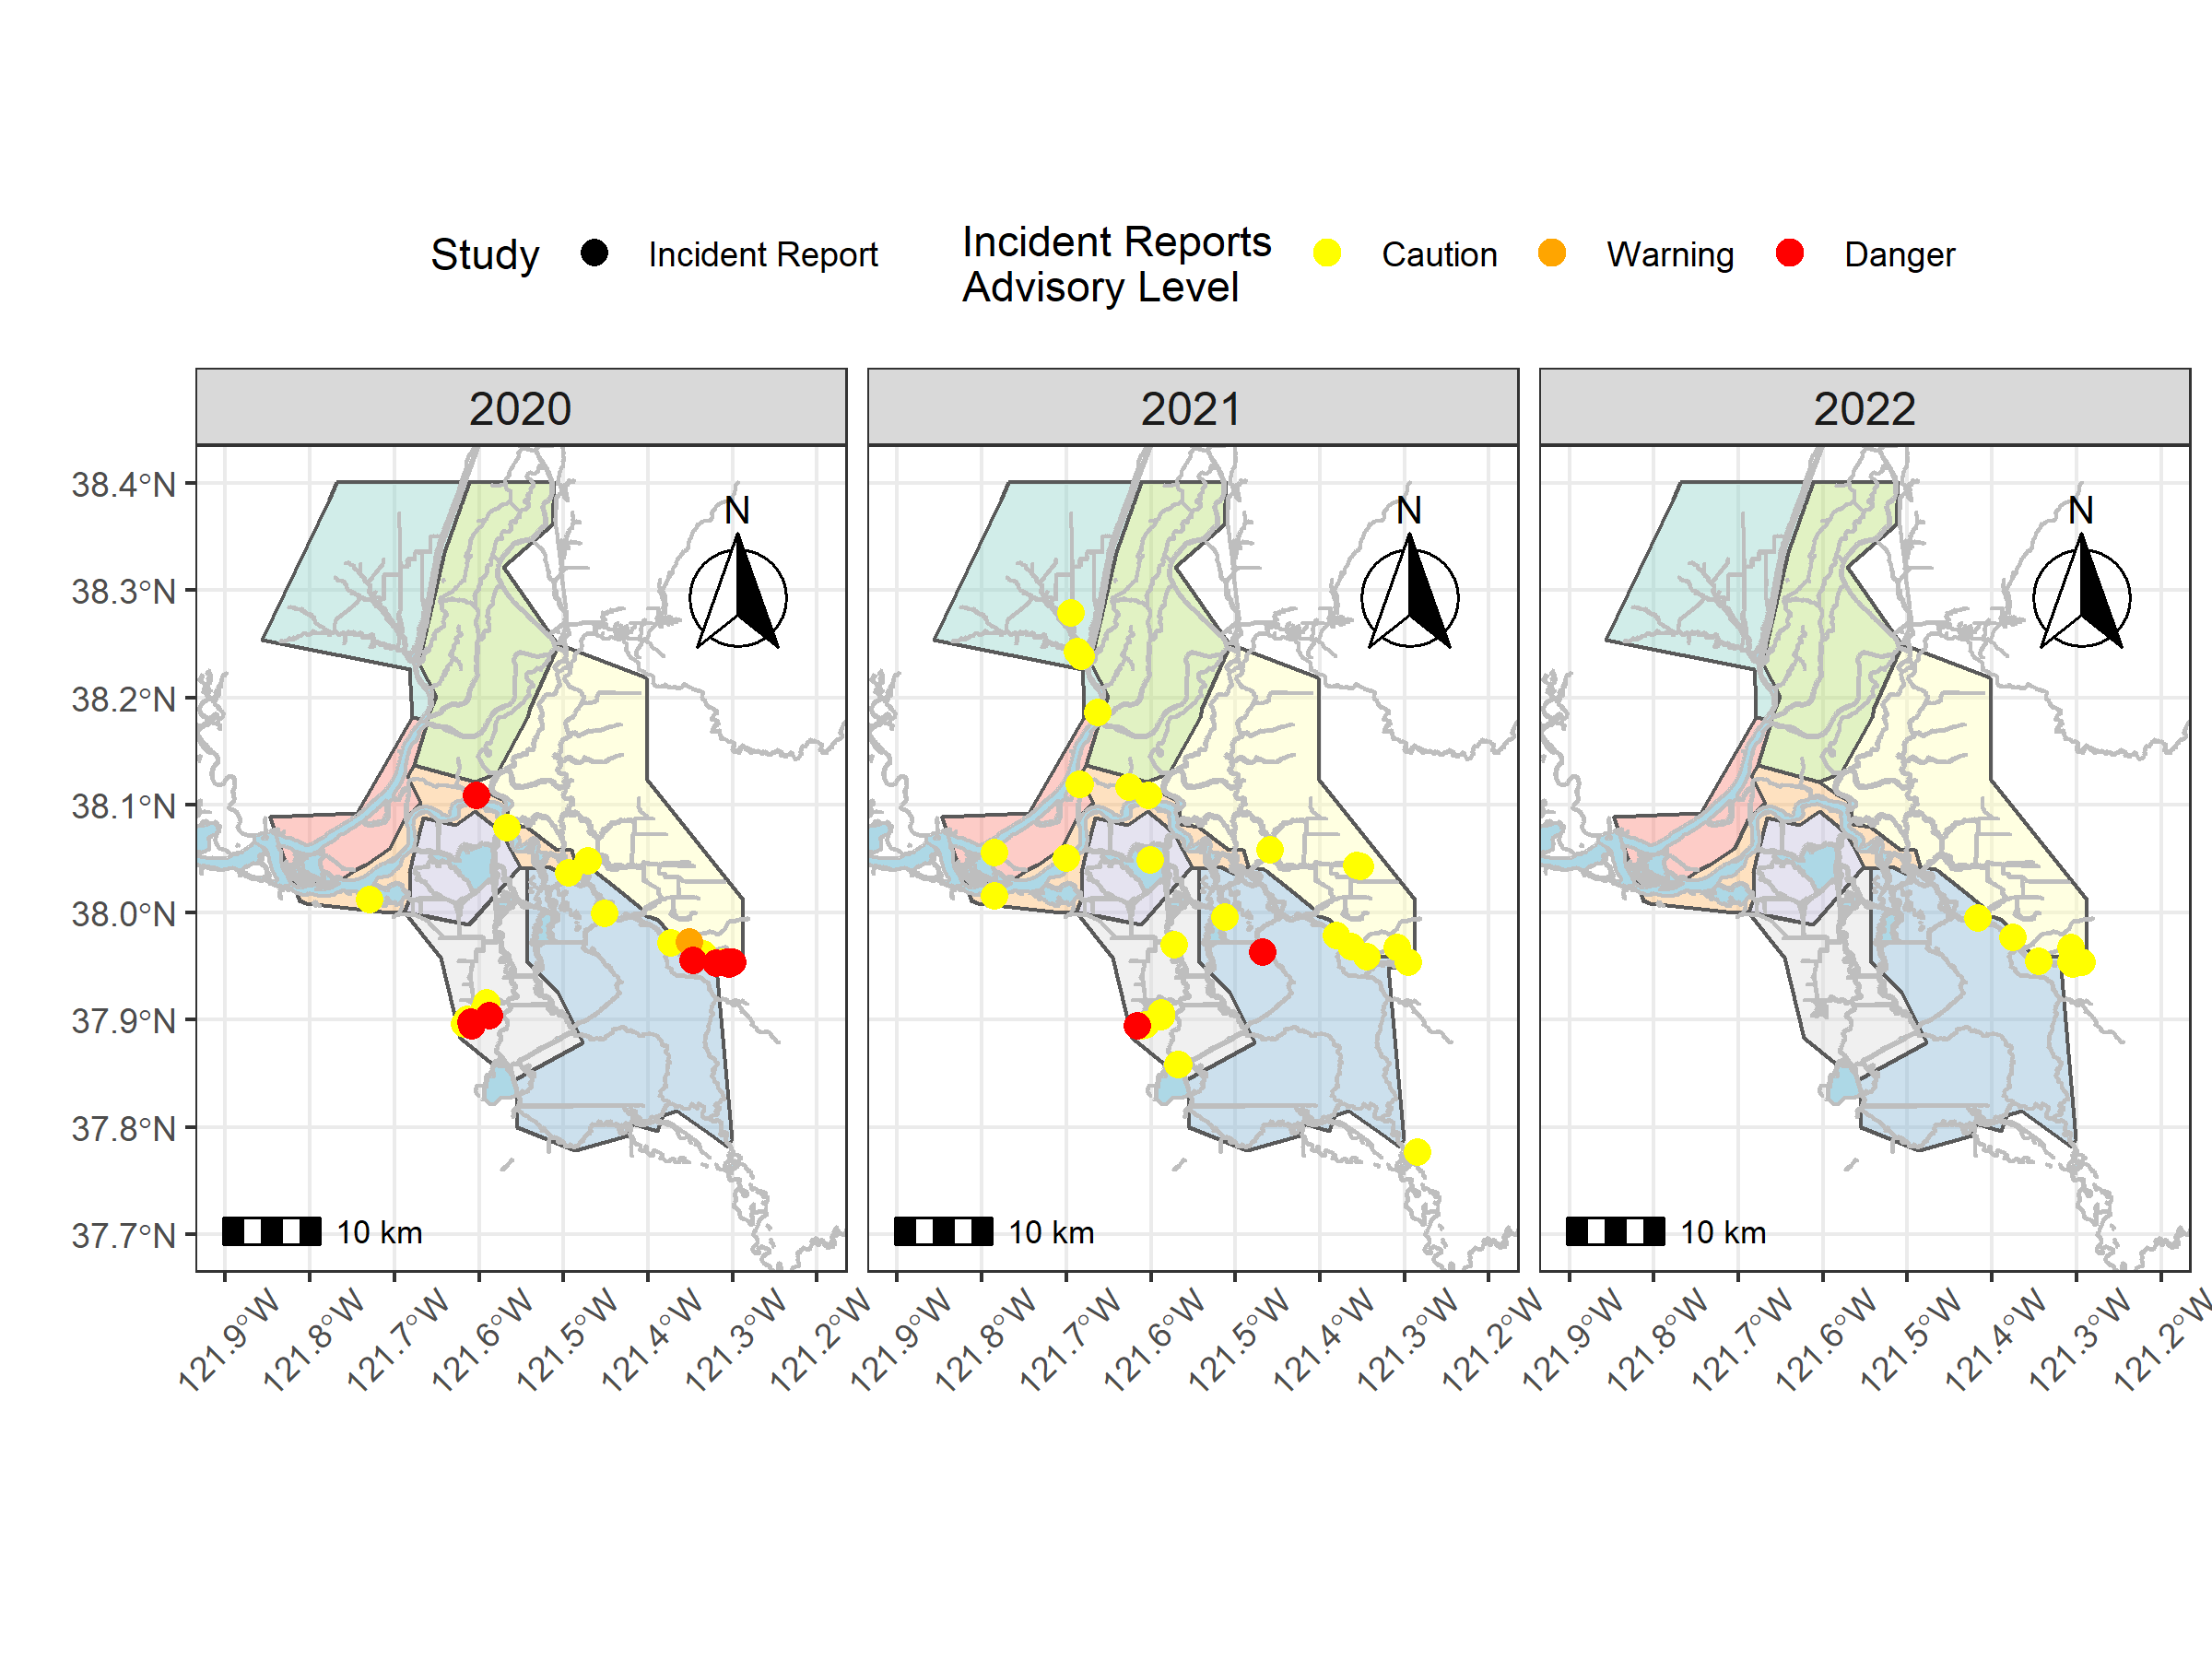 Study Incident Report Incident Reports Advisory Level Caution Warning Danger
2020 2021 2022
38.4°N
38.3°N
38.2°N
38.1°N
38.0°N
37.9°N
37.8°N
37.7°N
N N N
10 km 10 km 10 km
121.9°W 121.8°W 121.7°W 121.6°W 121.5°W 121.4°W 121.3°W 121.2°W
121.9°W 121.8°W 121.7°W 121.6°W 121.5°W 121.4°W 121.3°W 121.2°W
121.9°W 121.8°W 121.7°W 121.6°W 121.5°W 121.4°W 121.3°W 121.2°W